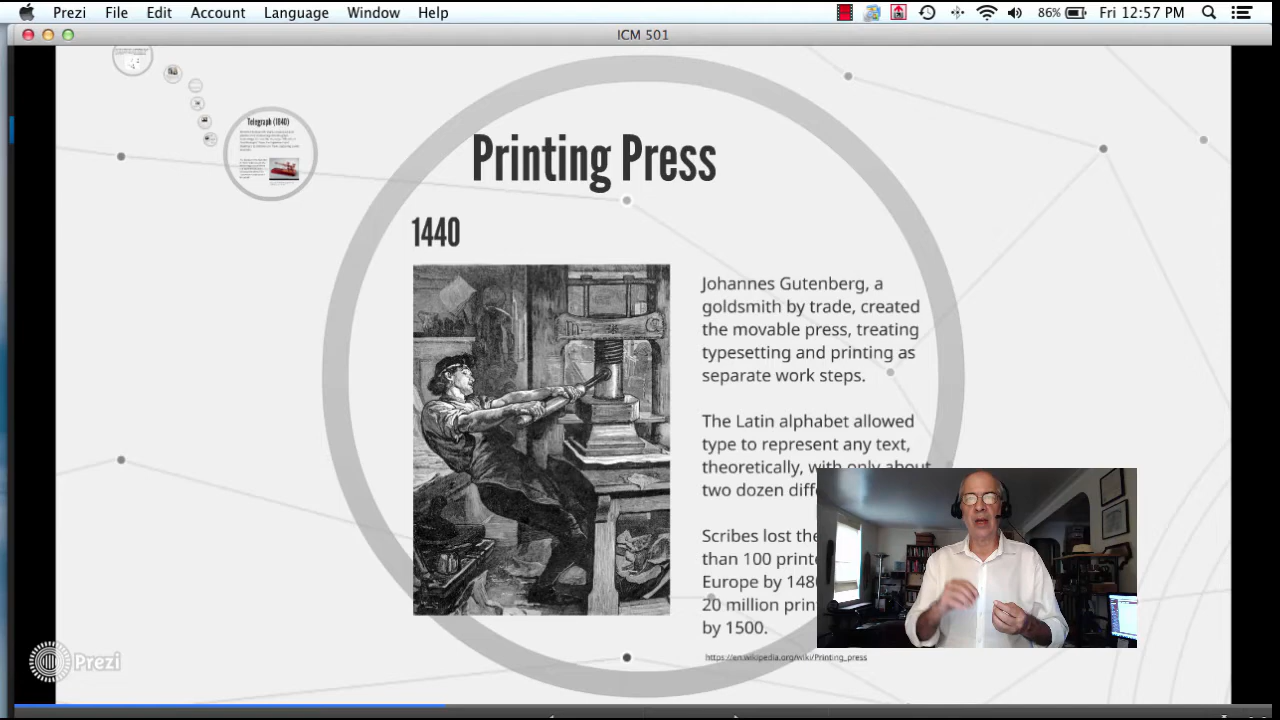 Prezi File Edit Account Language Window Help 86% Fri 12:57 PM
ICM 501
Telegraph (1840)
Printing Press
1440
Johannes Gutenberg, a
goldsmith by trade, created
the movable press, treating
typesetting and printing as
separate work steps.
The Latin alphabet allowed
type to represent any text,
theoretically, with only about
two dozen diff
Scribes lost the
than 100 printe
Europe by 148
20 million prin
by 1500.
https://en.wikipedia.org/wiki/Printing_press
Prezi